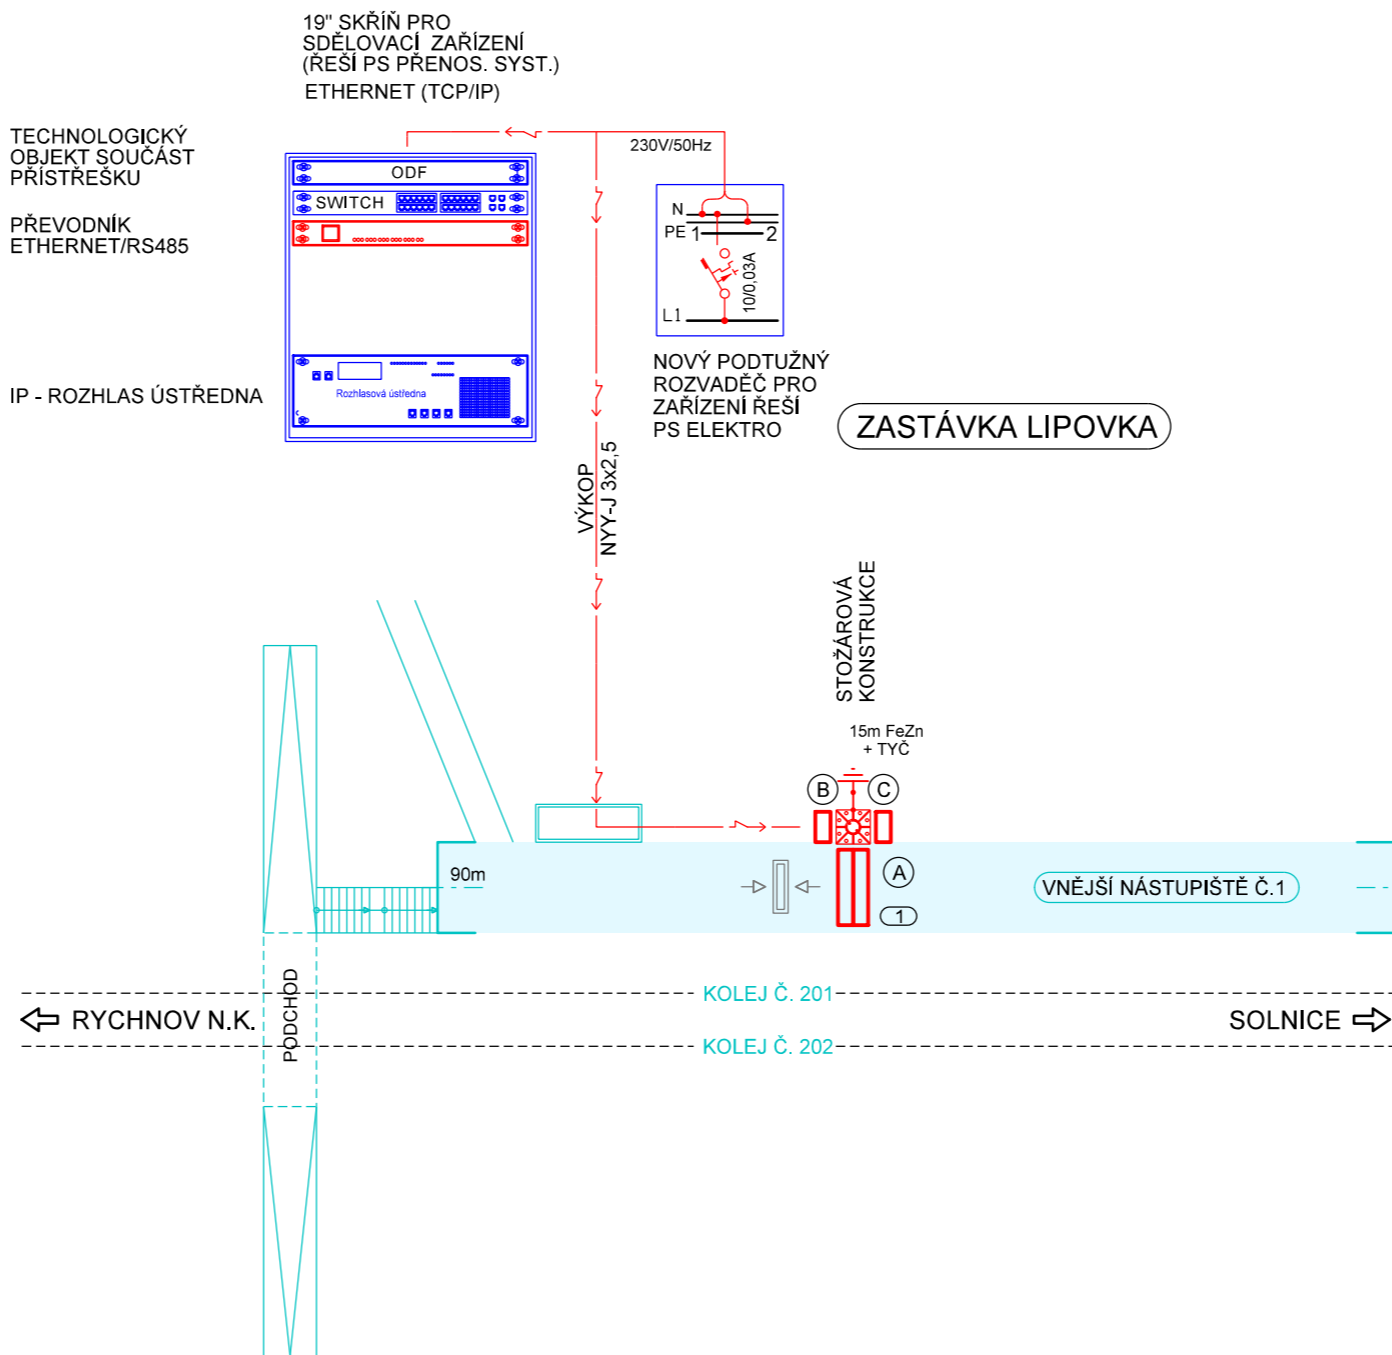 19" SKŘÍŇ PRO
SDĚLOVACÍ ZAŘÍZENÍ
(ŘEŠÍ PS PŘENOS. SYST.)
ETHERNET (TCP/IP)
TECHNOLOGICKÝ
OBJEKT SOUČÁST
PŘÍSTŘEŠKU
PŘEVODNÍK
ETHERNET/RS485
IP - ROZHLAS ÚSTŘEDNA
ODF
SWITCH
Rozhlasová ústředna
230V/50Hz
N
PE 1 2
10/0,03A
L1
NOVÝ PODTUŽNÝ
ROZVADĚČ PRO
ZAŘÍZENÍ ŘEŠÍ
PS ELEKTRO
ZASTÁVKA LIPOVKA
VÝKOP
NYY-J 3x2,5
STOŽÁROVÁ
KONSTRUKCE
15m FeZn
+ TYČ
B
C
A
1
90m
VNĚJŠÍ NÁSTUPIŠTĚ Č.1
KOLEJ Č. 201
RYCHNOV N.K.
PODCHOD
SOLNICE
KOLEJ Č. 202